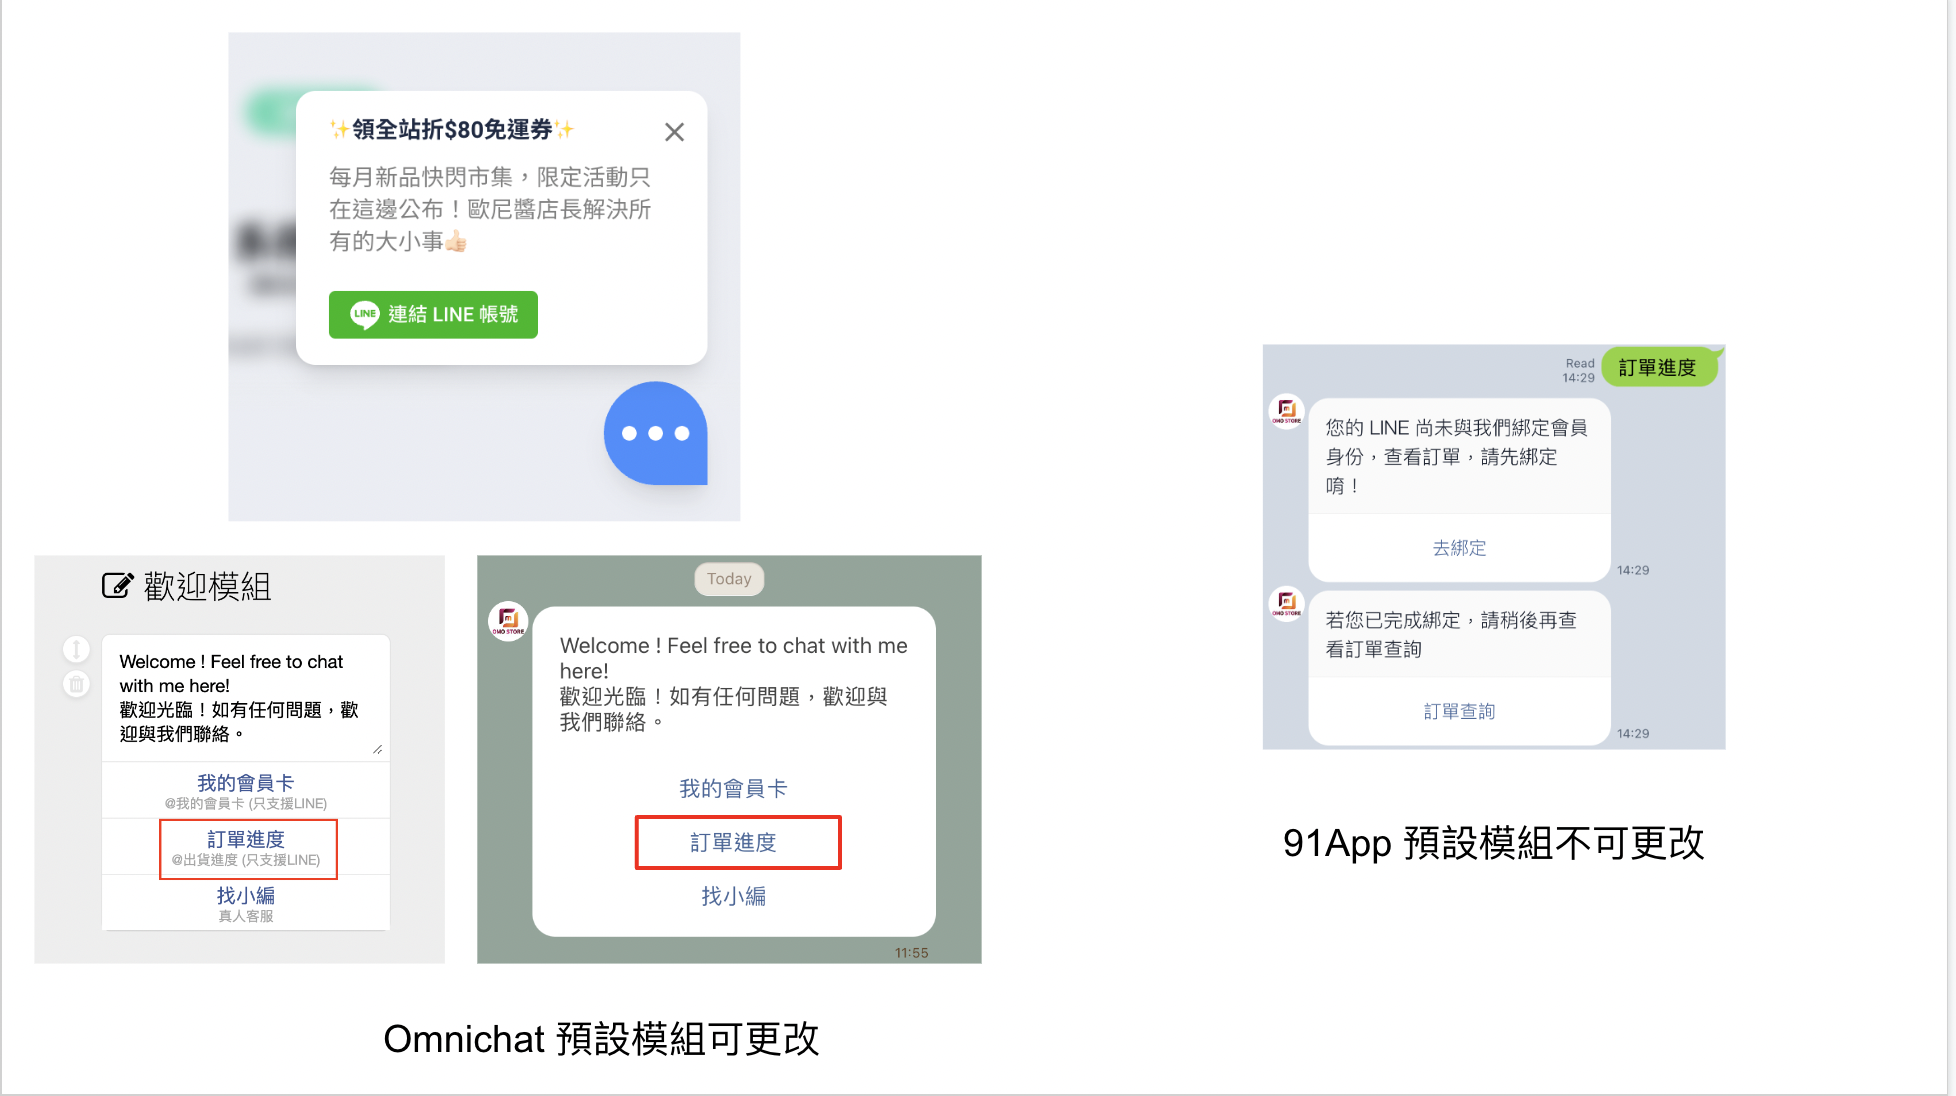 ✨領全站折$80免運券✨
每月新品快閃市集，限定活動只
在這邊公布！歐尼醬店長解決所
有的大小事👍🏻
LINE 連結 LINE 帳號
歡迎模組
Welcome ! Feel free to chat
with me here!
歡迎光臨！如有任何問題，歡
迎與我們聯絡。
我的會員卡
@我的會員卡 (只支援LINE)
訂單進度
@出貨進度 (只支援LINE)
找小編
真人客服
Today
OMO STORE
Welcome ! Feel free to chat with me
here!
歡迎光臨！如有任何問題，歡迎與
我們聯絡。
我的會員卡
訂單進度
找小編
11:55
Omnichat 預設模組可更改
Read
14:29
訂單進度
OMO STORE
您的 LINE 尚未與我們綁定會員
身份，查看訂單，請先綁定
唷！
去綁定
14:29
OMO STORE
若您已完成綁定，請稍後再查
看訂單查詢
訂單查詢
14:29
91App 預設模組不可更改